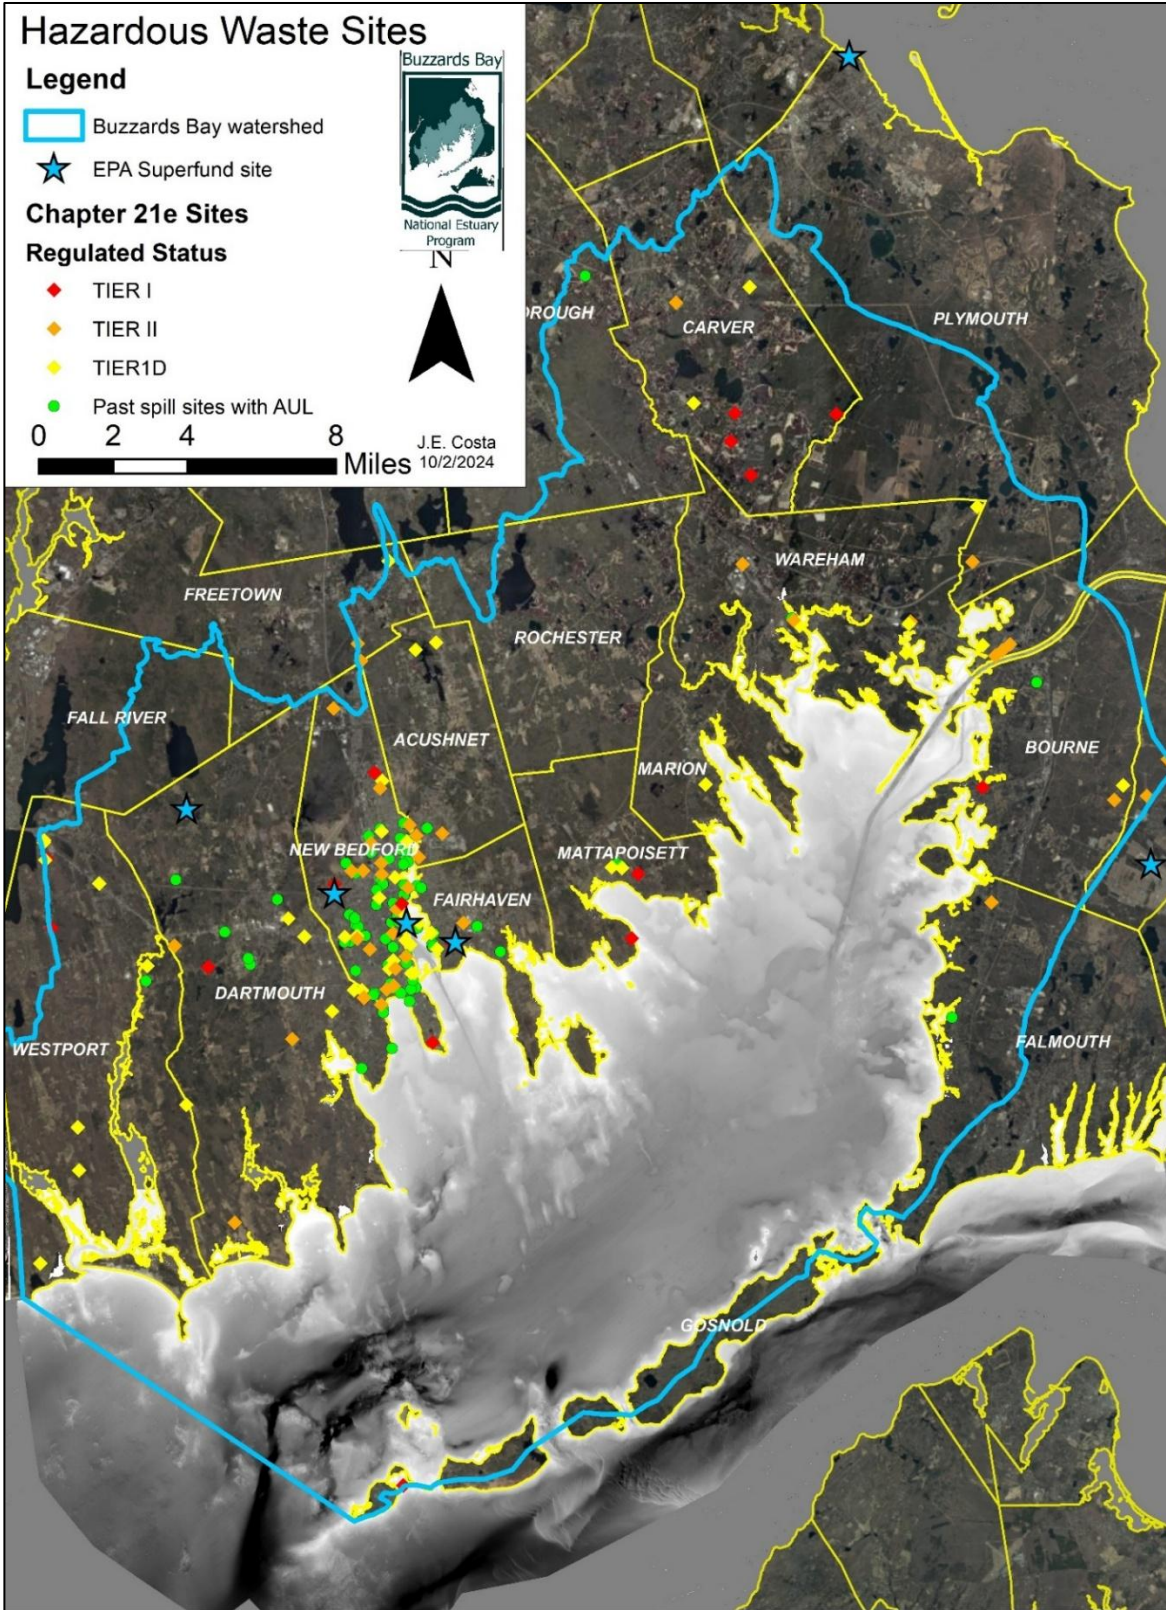 Hazardous Waste Sites
Legend
Buzzards Bay watershed
EPA Superfund site
Chapter 21e Sites
Regulated Status
TIER I
TIER II
TIER1D
Past spill sites with AUL
0 2 4 8
Miles
Buzzards Bay
National Estuary
Program
N
J.E. Costa
10/2/2024
OROUGH
CARVER
PLYMOUTH
WAREHAM
FREETOWN
ROCHESTER
FALL RIVER
ACUSHNET
BOURNE
MARION
NEW BEDFORD
MATTAPOISETT
FAIRHAVEN
DARTMOUTH
WESTPORT
FALMOUTH
GOSNOLD